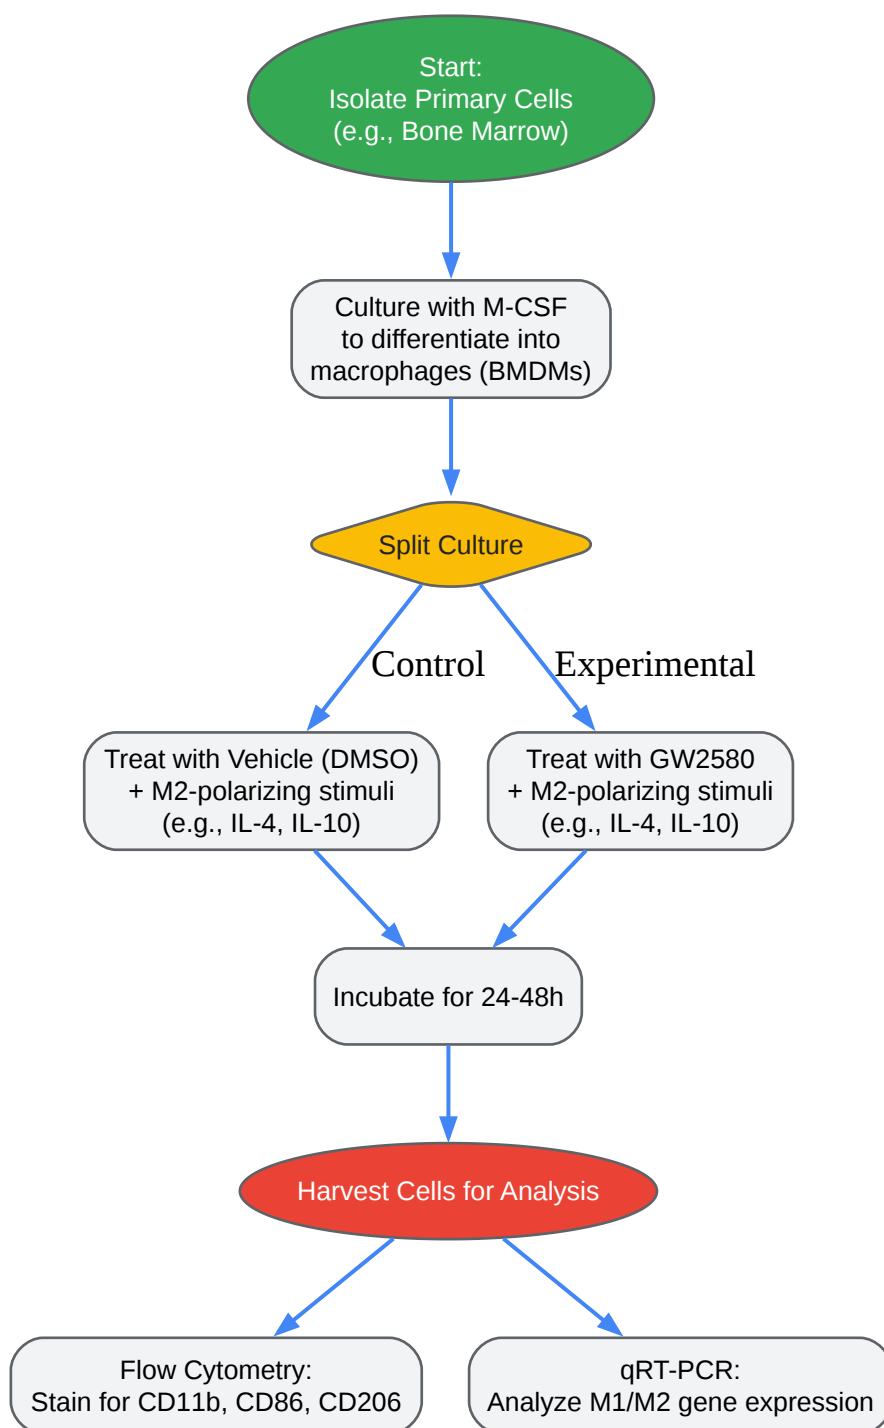 Start:
Isolate Primary Cells
(e.g., Bone Marrow)
Culture with M-CSF
to differentiate into
macrophages (BMDMs)
Split Culture
Control
Experimental
Treat with Vehicle (DMSO)
+ M2-polarizing stimuli
(e.g., IL-4, IL-10)
Treat with GW2580
+ M2-polarizing stimuli
(e.g., IL-4, IL-10)
Incubate for 24-48h
Harvest Cells for Analysis
Flow Cytometry:
Stain for CD11b, CD86, CD206
qRT-PCR:
Analyze M1/M2 gene expression